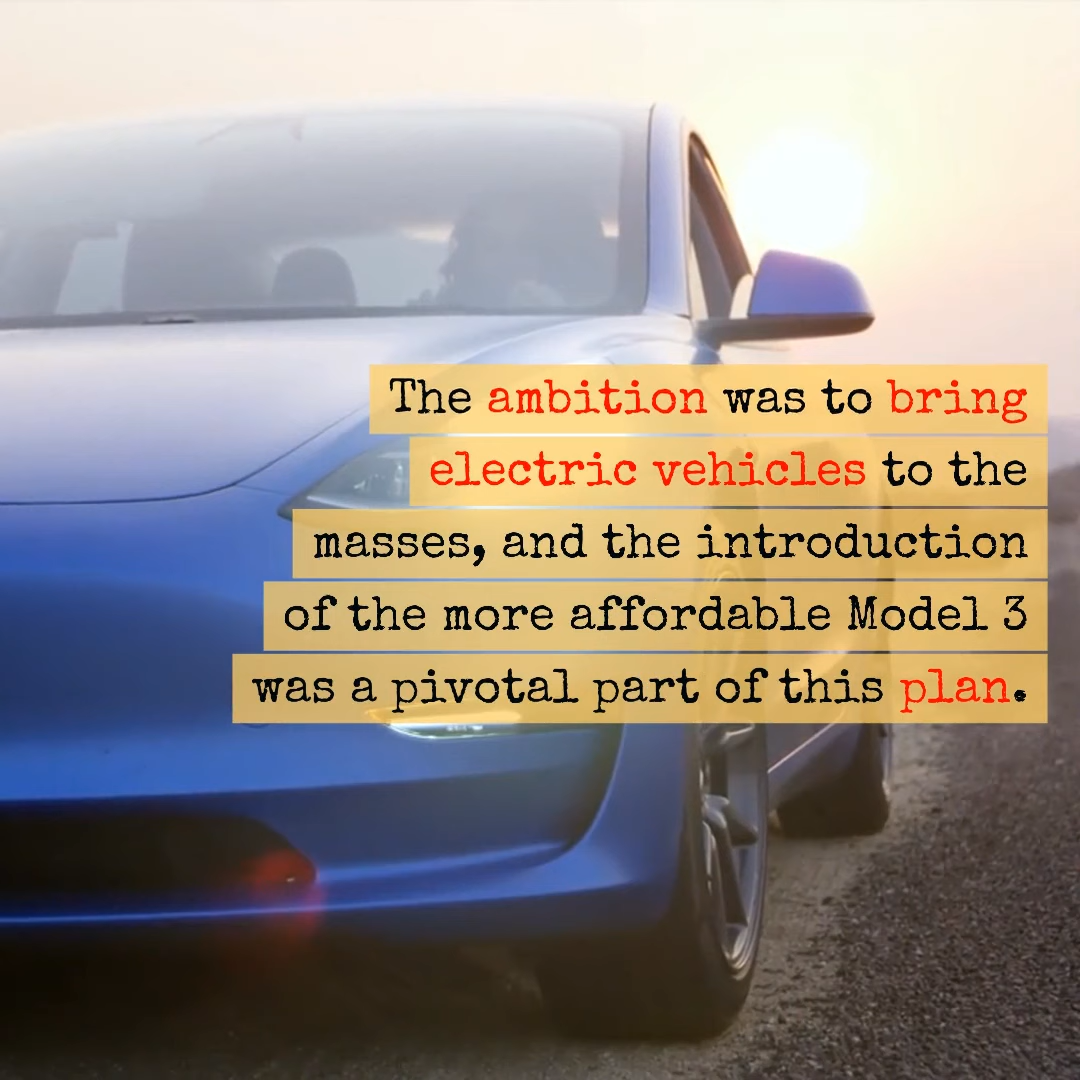 The ambition was to bring
electric vehicles to the
masses, and the introduction
of the more affordable Model 3
was a pivotal part of this plan.